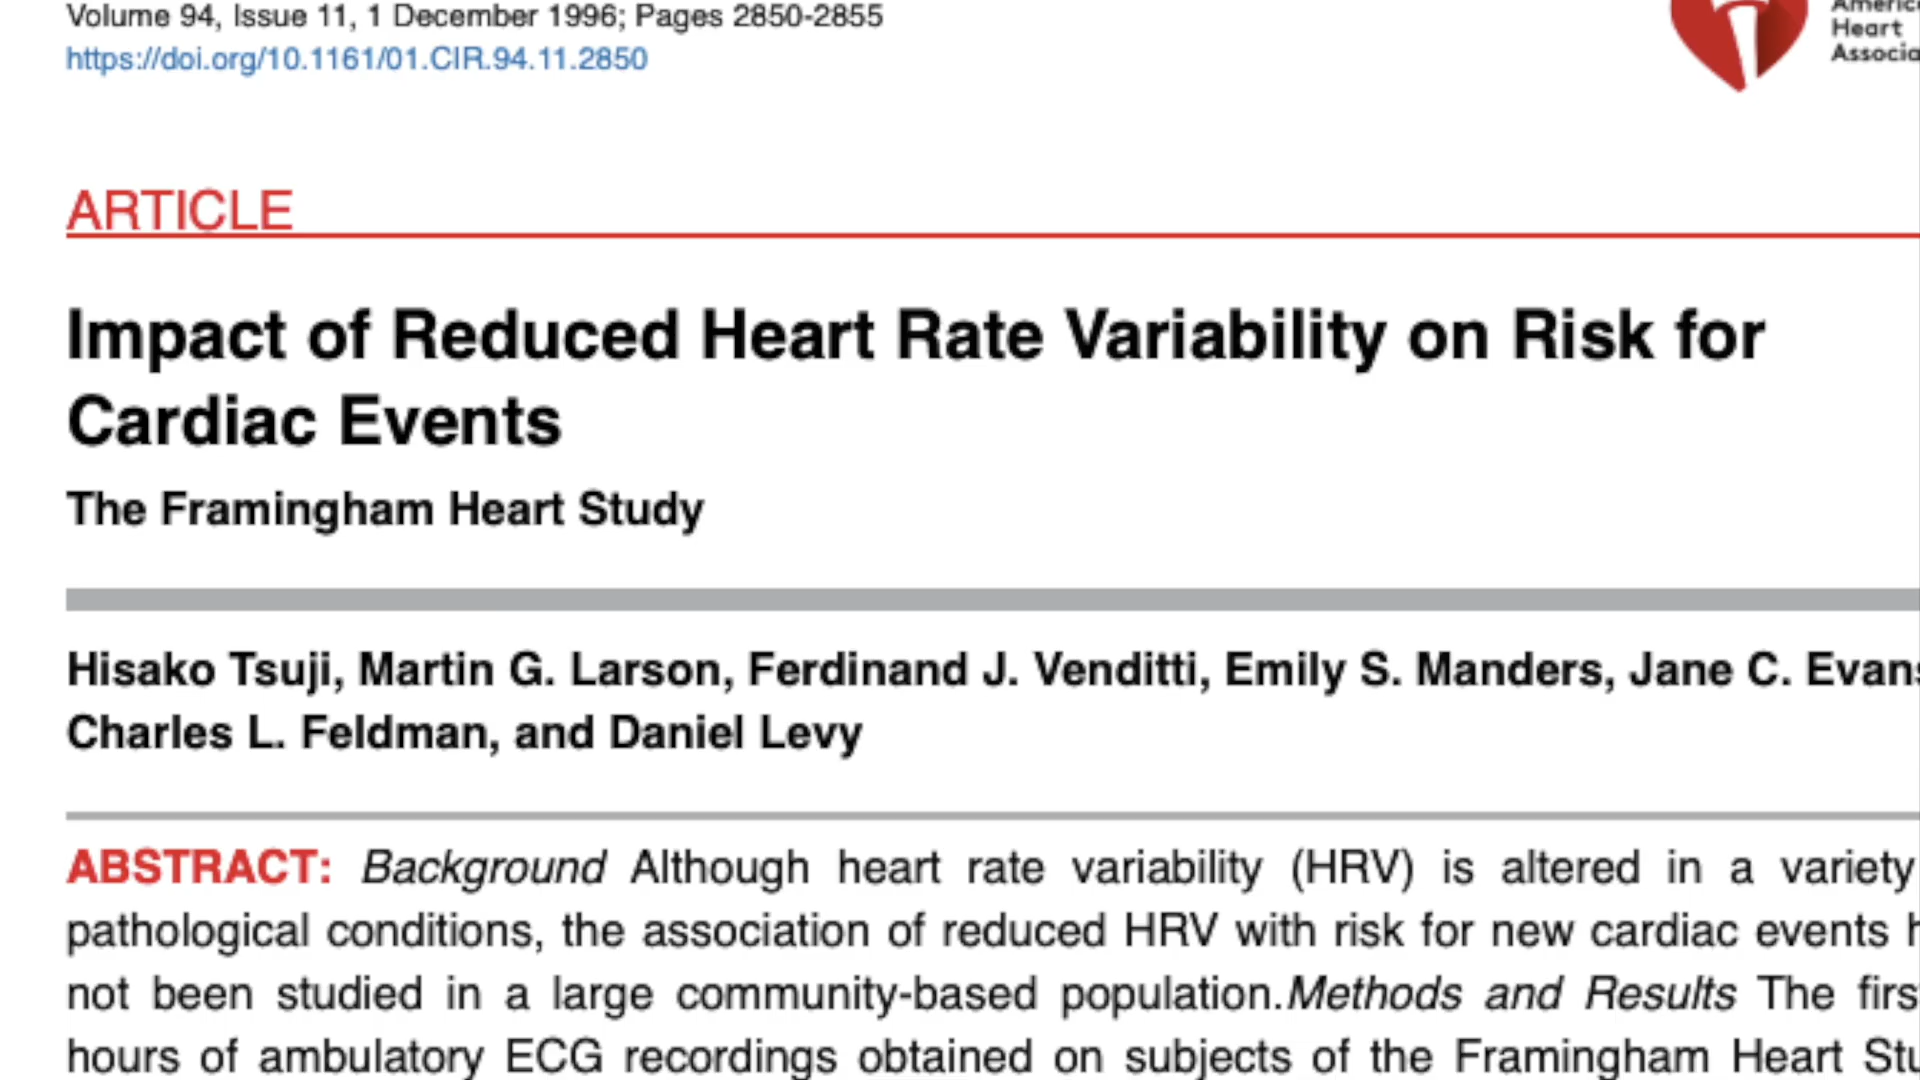 Volume 94, Issue 11, 1 December 1996; Pages 2850-2855
https://doi.org/10.1161/01.CIR.94.11.2850
Heart
ARTICLE
Impact of Reduced Heart Rate Variability on Risk for
Cardiac Events
The Framingham Heart Study
Hisako Tsuji, Martin G. Larson, Ferdinand J. Venditti, Emily S. Manders, Jane C. Evans
Charles L. Feldman, and Daniel Levy
ABSTRACT: Background Although heart rate variability (HRV) is altered in a variety
pathological conditions, the association of reduced HRV with risk for new cardiac events
not been studied in a large community-based population.Methods and Results The
hours of ambulatory ECG recordings obtained on subjects of the Framingham Heart